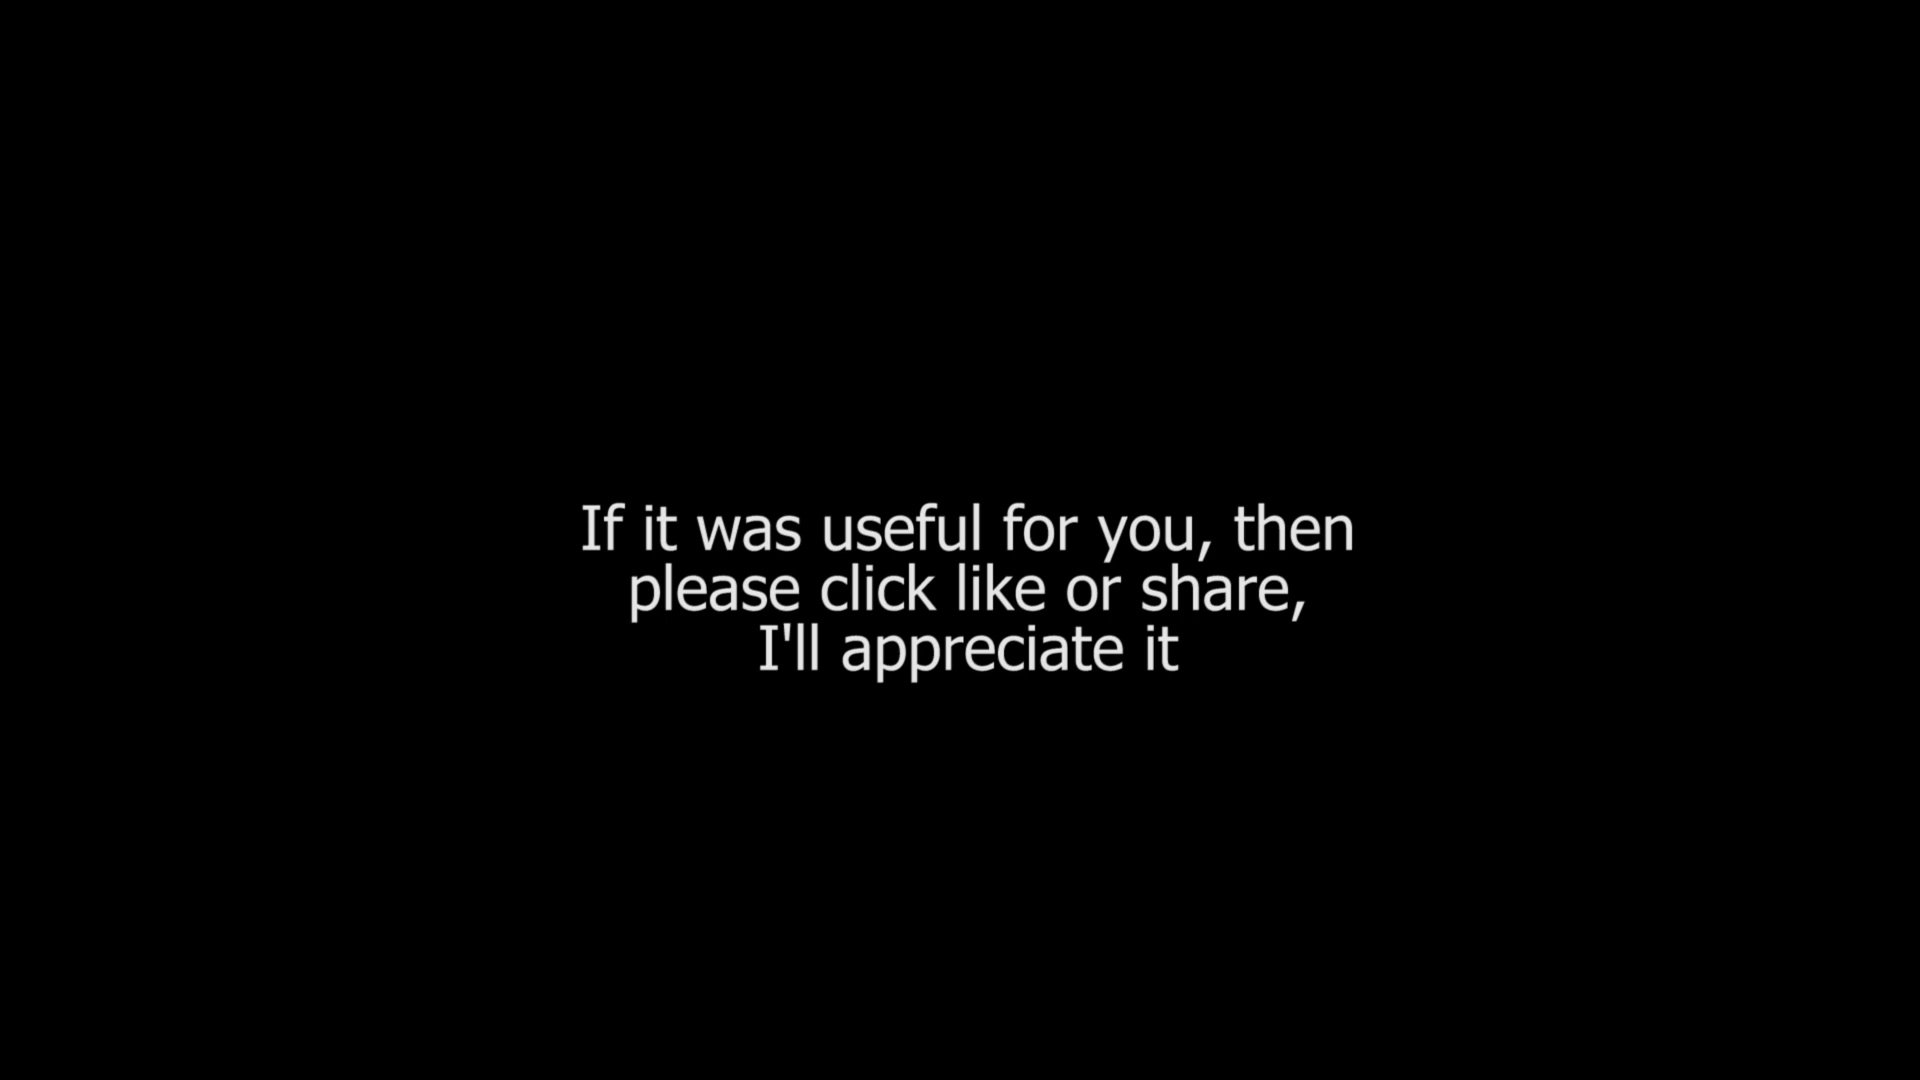 If it was useful for you, then
please click like or share,
I'll appreciate it